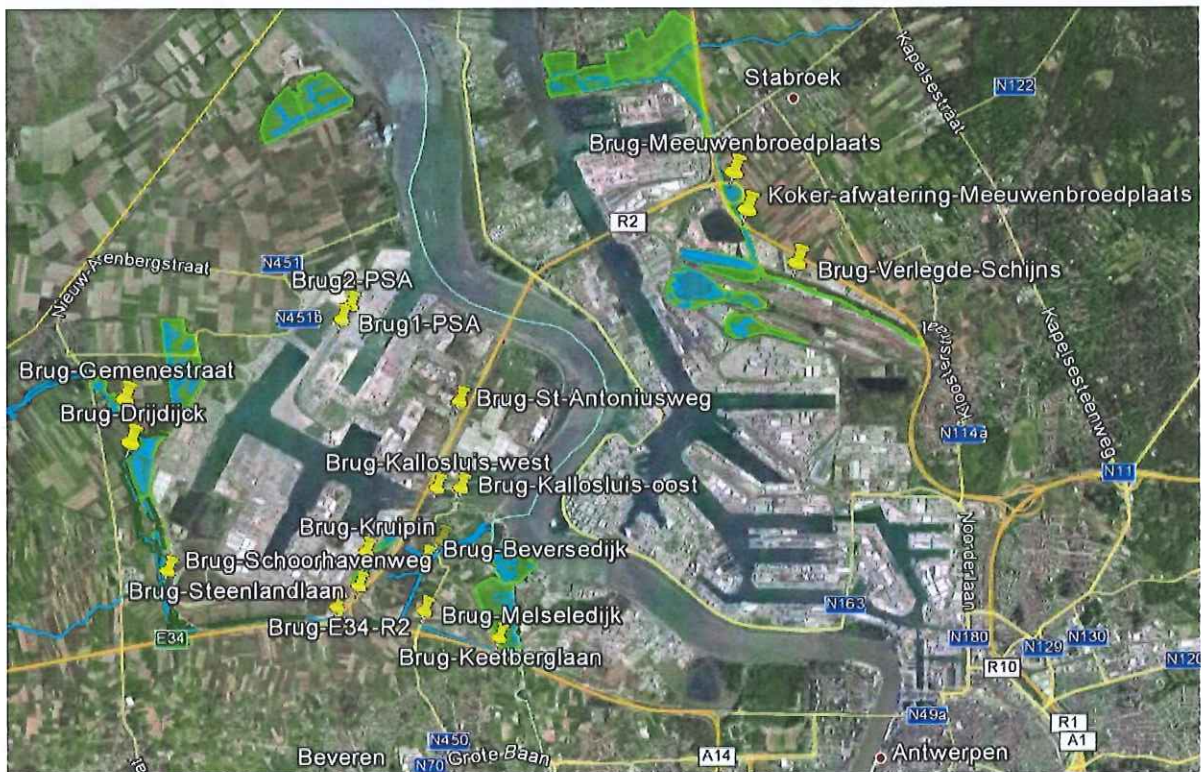 Stabroek
Kapelsestraat
N122
Brug-Meeuwenbroedplaats
Koker-afwatering-Meeuwenbroedplaats
R2
Brug-Verlegde-Schijns
N451
Brug2-PSA
N451b
Brug1-PSA
Brug-Gemenestraat
Brug-Drijdijck
Brug-St-Antoniusweg
Kapelsesteenweg
N114a
N11
Brug-Kallosluis-west
Brug-Kallosluis-oost
Brug-Kruipin
Brug-Beversedijk
Brug-Schoorhavenweg
Brug-Steenlandlaan
Noorderlaan
N163
Brug-Melseledijk
E34
Brug-E34-R2
Brug-Keetberglaan
N180
N129
N130
N120
R10
N49a
R1
A1
N450
Beveren
N70
Grote Baan
A14
Antwerpen